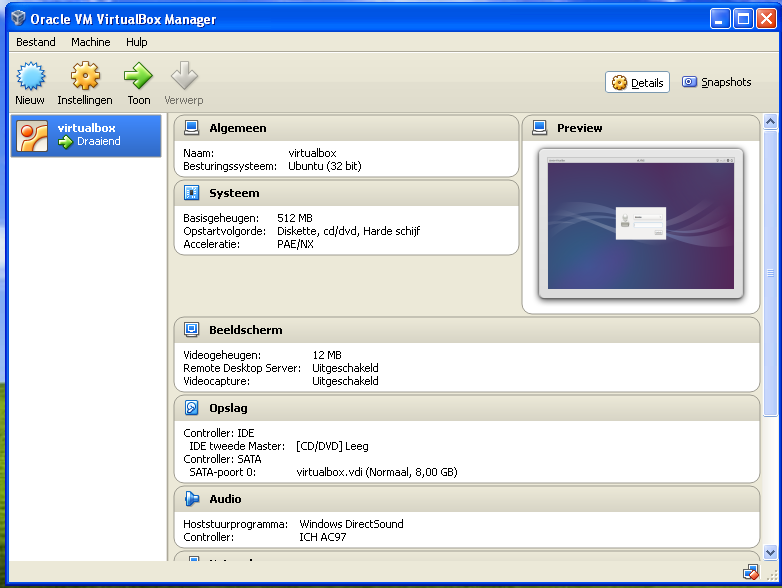 Oracle VM VirtualBox Manager
Bestand Machine Hulp
Nieuw Instellingen Toon Verwerp
Details Snapshots
virtualbox
Draaiend
Algemeen
Naam: virtualbox
Besturingssysteem: Ubuntu (32 bit)
Preview
Systeem
Basisgeheugen: 512 MB
Opstartvolgorde: Diskette, cd/dvd, Harde schijf
Acceleratie: PAE/NX
Beeldscherm
Videogeheugen: 12 MB
Remote Desktop Server: Uitgeschakeld
Videocapture: Uitgeschakeld
Opslag
Controller: IDE
IDE tweede Master: [CD/DVD] Leeg
Controller: SATA
SATA-poort 0: virtualbox.vdi (Normaal, 8,00 GB)
Audio
Hoststuurprogramma: Windows DirectSound
Controller: ICH AC97